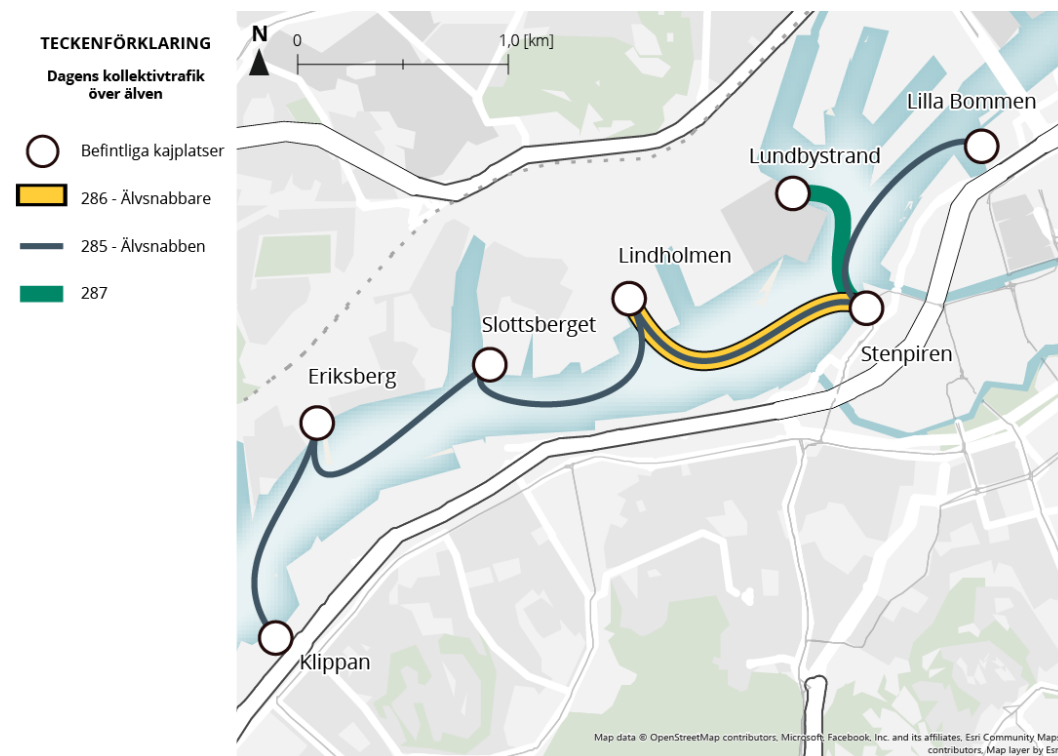 TECKENFÖRKLARING
Dagens kollektivtrafik
över älven
Befintliga kajplatser
286 - Älvsnabbare
285 - Älvsnabben
287
N
0
1,0 [km]
Lilla Bommen
Lundbystrand
Lindholmen
Slottsberget
Stenpiren
Eriksberg
Klippan
Map data © OpenStreetMap contributors, Microsoft, Facebook, Inc. and its affiliates, Esri Community Maps
contributors, Map layer by Esri